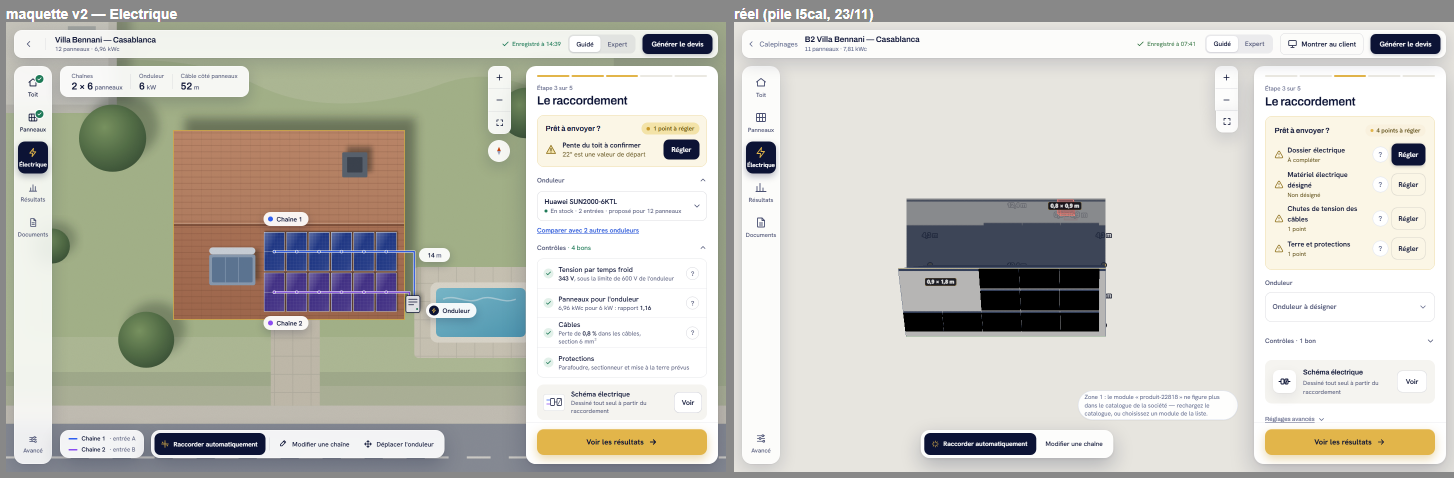 maquette v2 — Electrique
Villa Bennani — Casablanca
12 panneaux · 6,96 kWc
Enregistré à 14:39
Guidé
Expert
Générer le devis
Toit
Panneaux
Électrique
Résultats
Documents
Avancé
Chaînes
2 × 6 panneaux
Onduleur
6 kW
Câble côté panneaux
52 m
Chaîne 1
14 m
Onduleur
Chaîne 2
Chaîne 1 · entrée A
Chaîne 2 · entrée B
Raccorder automatiquement
Modifier une chaîne
Déplacer l'onduleur
Étape 3 sur 5
Le raccordement
Prêt à envoyer ?
1 point à régler
Pente du toit à confirmer
22° est une valeur de départ
Régler
Onduleur
Huawei SUN2000-6KTL
En stock · 2 entrées · proposé pour 12 panneaux
Comparer avec 2 autres onduleurs
Contrôles · 4 bons
Tension par temps froid
343 V, sous la limite de 600 V de l'onduleur
?
Panneaux pour l'onduleur
6,96 kWc pour 6 kW : rapport 1,16
?
Câbles
Perte de 0,8 % dans les câbles,
section 6 mm²
?
Protections
Parafoudre, sectionneur et mise à la terre prévus
Schéma électrique
Dessiné tout seul à partir du
raccordement
Voir
Voir les résultats
réel (pile l5cal, 23/11)
Calepinages
B2 Villa Bennani — Casablanca
11 panneaux · 7,81 kWc
Enregistré à 07:41
Guidé
Expert
Montrer au client
Générer le devis
Toit
Panneaux
Électrique
Résultats
Documents
Avancé
0,8 × 0,9 m
0,9 × 1,8 m
Zone 1 : le module « produit-22818 » ne figure plus
dans le catalogue de la société — rechargez le
catalogue, ou choisissez un module de la liste.
Raccorder automatiquement
Modifier une chaîne
Étape 3 sur 5
Le raccordement
Prêt à envoyer ?
4 points à régler
Dossier électrique
À compléter
?
Régler
Matériel électrique
désigné
Non désigné
?
Régler
Chutes de tension des
câbles
1 point
?
Régler
Terre et protections
1 point
?
Régler
Onduleur
Onduleur à désigner
Contrôles · 1 bon
Schéma électrique
Dessiné tout seul à partir du
raccordement
Voir
Réglages avancés
Voir les résultats